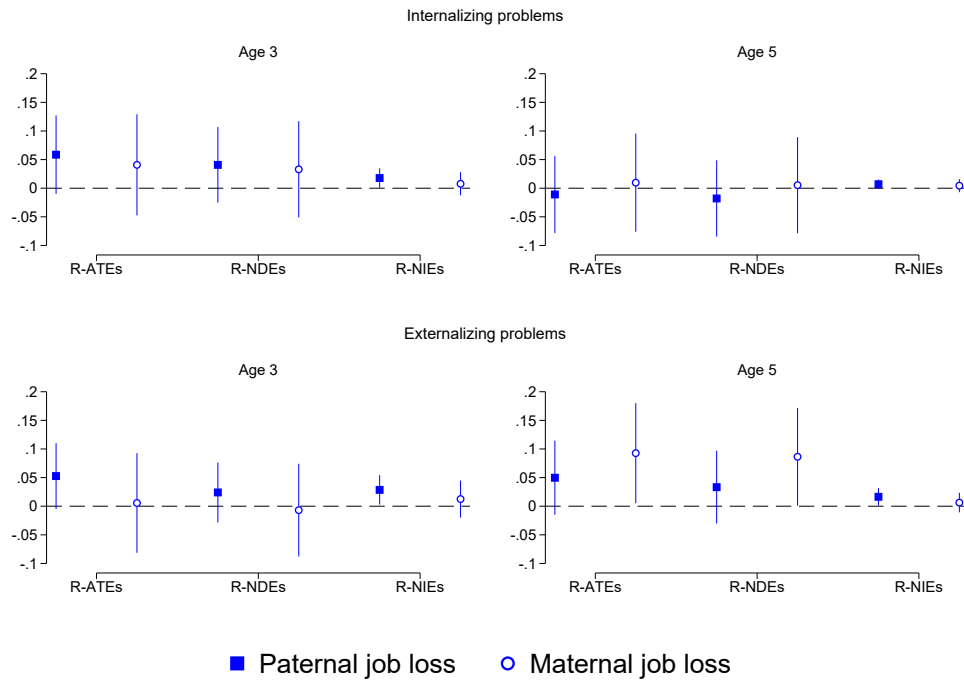 Internalizing problems
Age 3
.2
.15
.1
.05
0
-.05
-.1
R-ATEs R-NDEs R-NIEs
Age 5
.2
.15
.1
.05
0
-.05
-.1
R-ATEs R-NDEs R-NIEs
Externalizing problems
Age 3
.2
.15
.1
.05
0
-.05
-.1
R-ATEs R-NDEs R-NIEs
Age 5
.2
.15
.1
.05
0
-.05
-.1
R-ATEs R-NDEs R-NIEs
Paternal job loss Maternal job loss